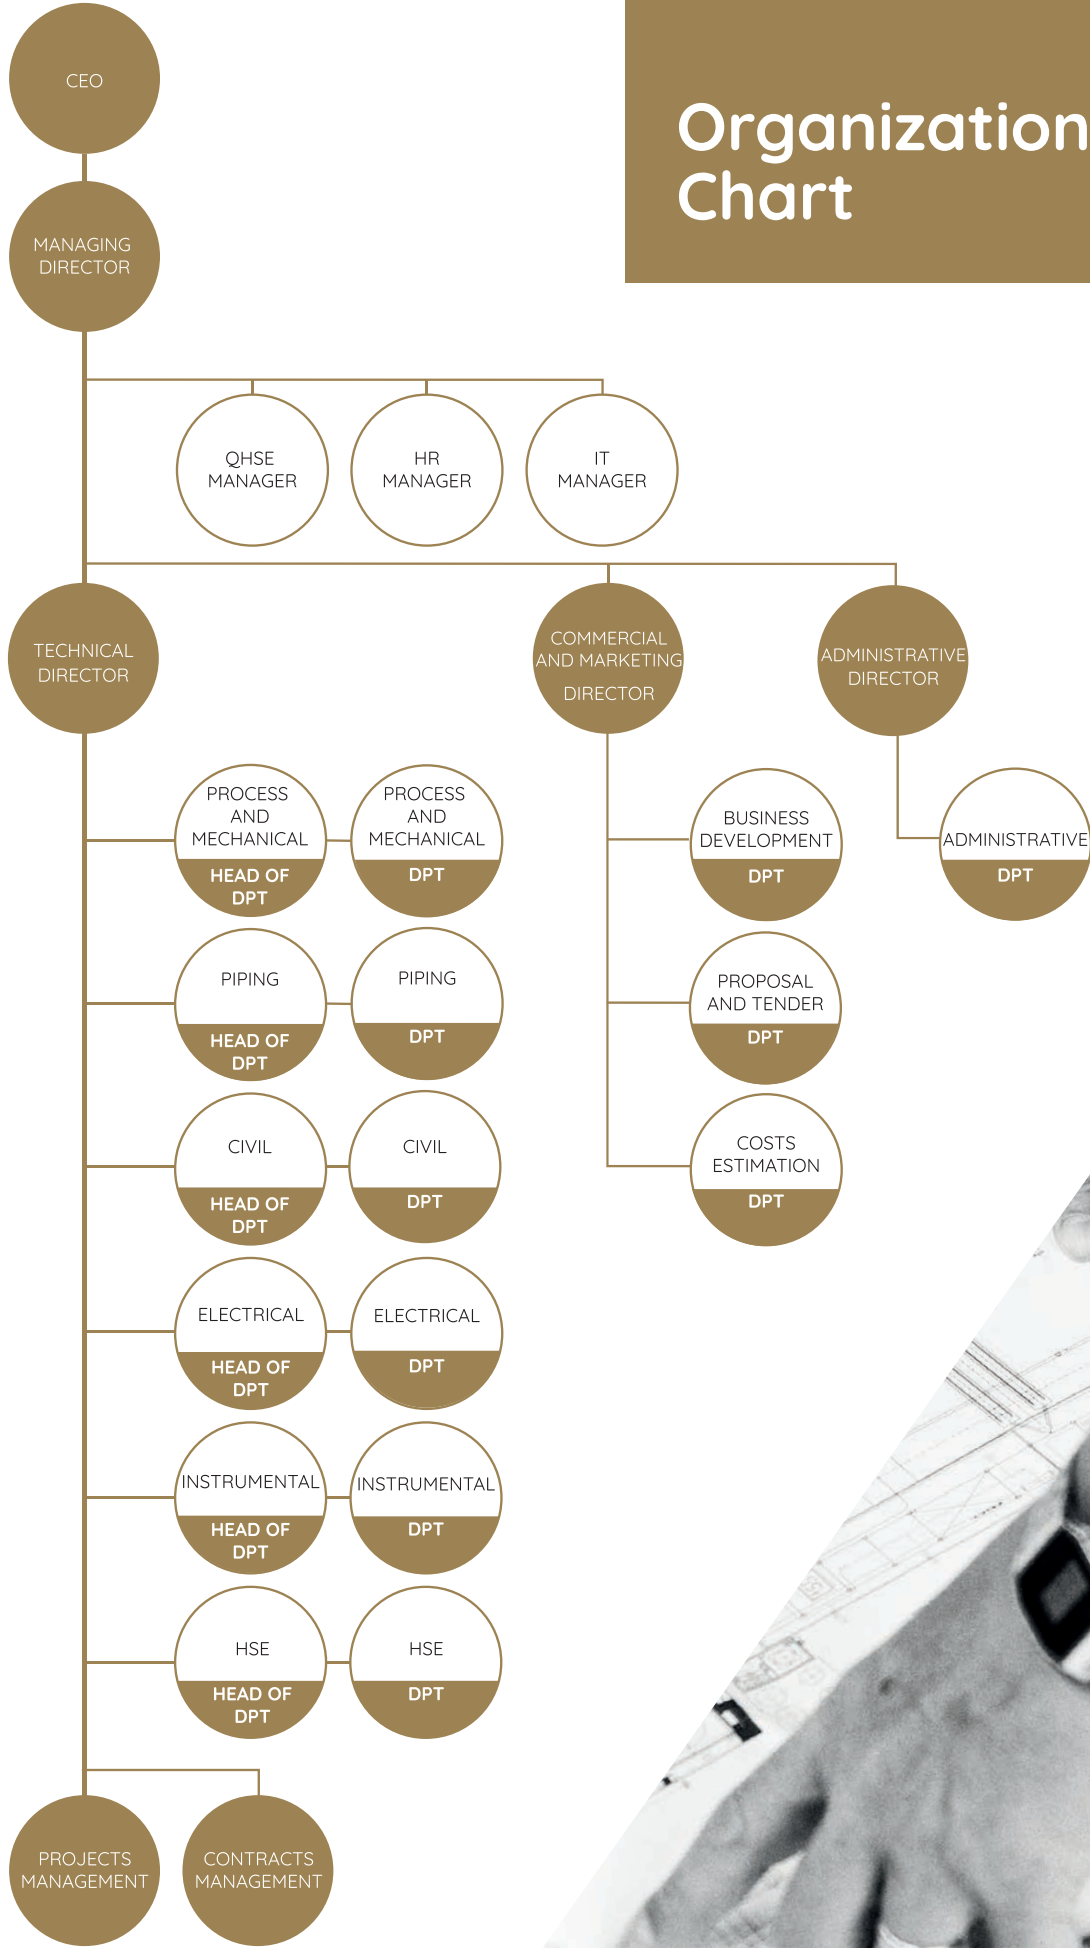 CEO
Organization
Chart
MANAGING
DIRECTOR
QHSE
MANAGER
HR
MANAGER
IT
MANAGER
TECHNICAL
DIRECTOR
COMMERCIAL
AND MARKETING
DIRECTOR
ADMINISTRATIVE
DIRECTOR
PROCESS
AND
MECHANICAL
HEAD OF
DPT
PROCESS
AND
MECHANICAL
DPT
BUSINESS
DEVELOPMENT
DPT
ADMINISTRATIVE
DPT
PIPING
HEAD OF
DPT
PIPING
DPT
PROPOSAL
AND TENDER
DPT
CIVIL
HEAD OF
DPT
CIVIL
DPT
COSTS
ESTIMATION
DPT
ELECTRICAL
HEAD OF
DPT
ELECTRICAL
DPT
INSTRUMENTAL
HEAD OF
DPT
INSTRUMENTAL
DPT
HSE
HEAD OF
DPT
HSE
DPT
PROJECTS
MANAGEMENT
CONTRACTS
MANAGEMENT